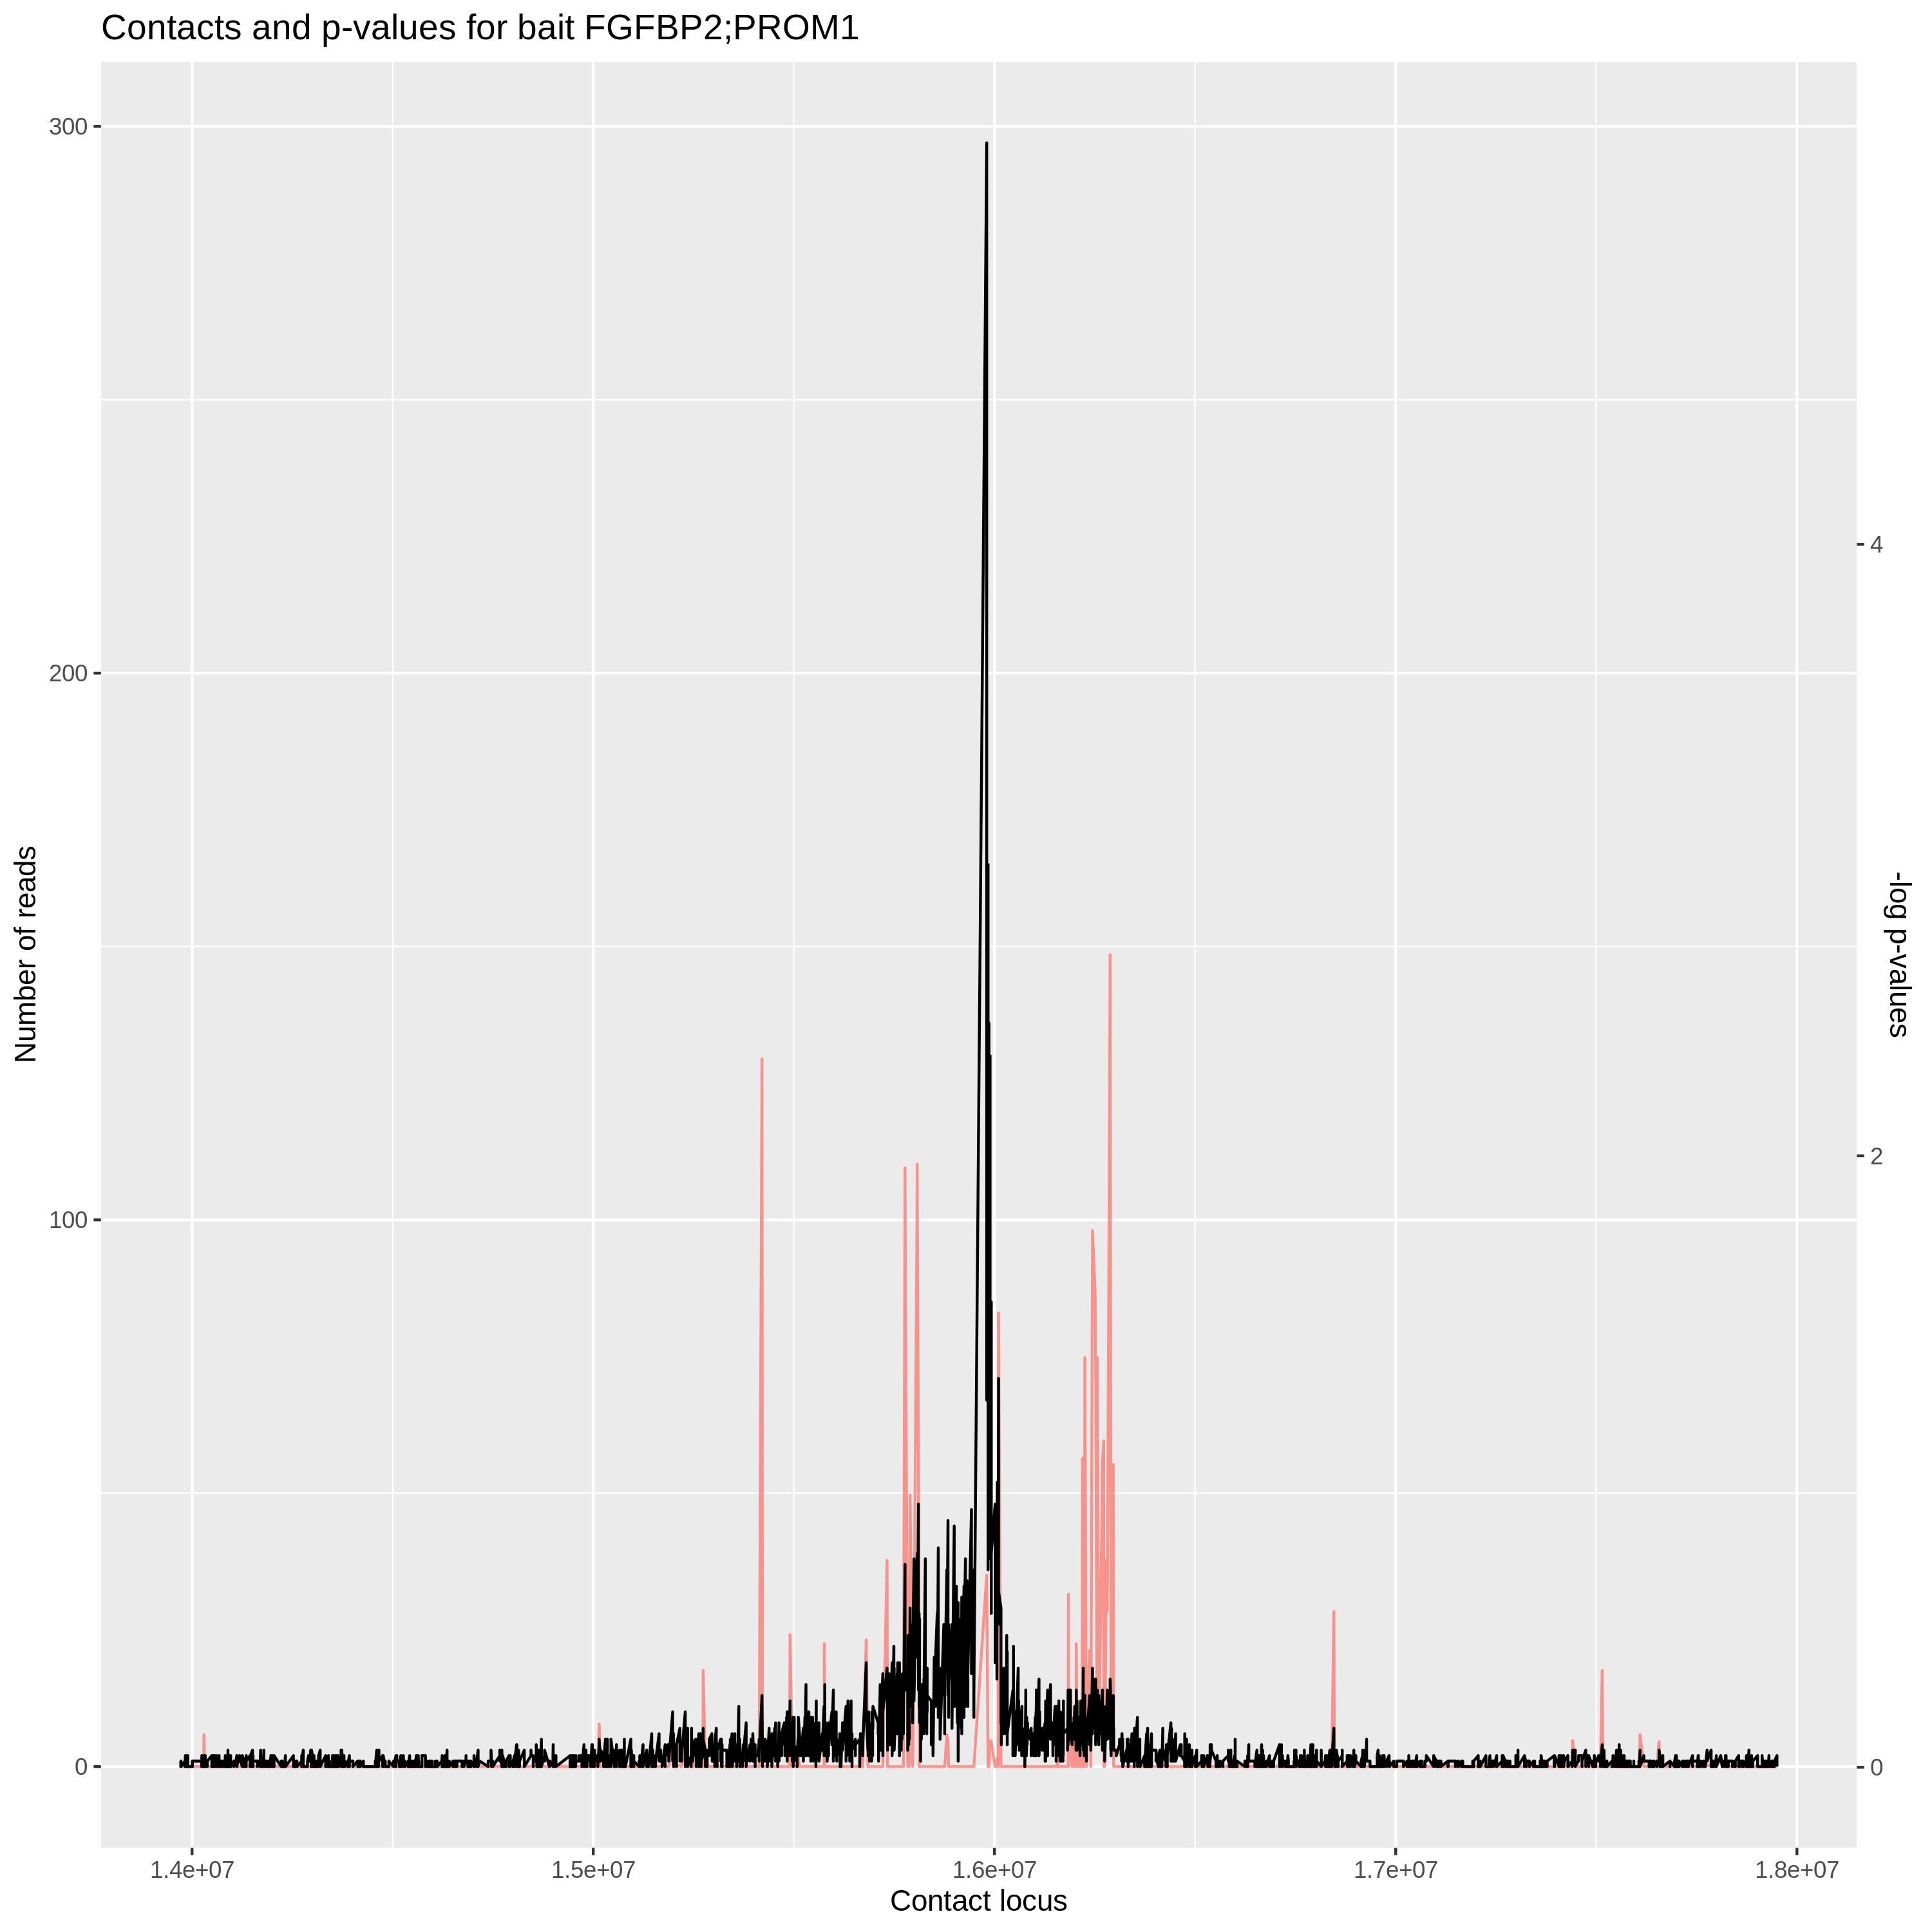 Contacts and p-values for bait FGFBP2;PROM1
300
200
100
0
Number of reads
4
2
0
-log p-values
1.4e+07
1.5e+07
1.6e+07
1.7e+07
1.8e+07
Contact locus